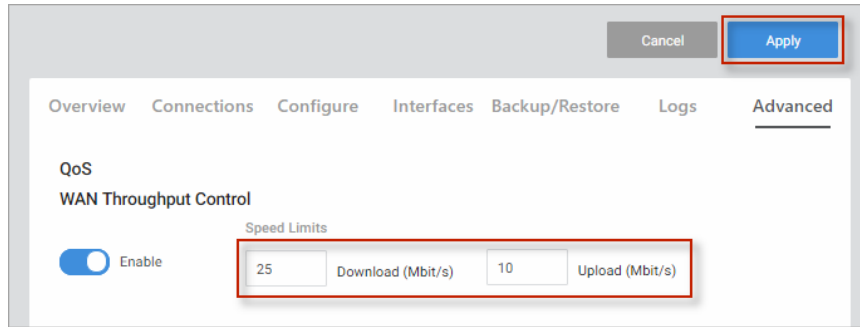 Cancel Apply
Overview Connections Configure Interfaces Backup/Restore Logs Advanced
QoS
WAN Throughput Control
Speed Limits
Enable 25 Download (Mbit/s) 10 Upload (Mbit/s)